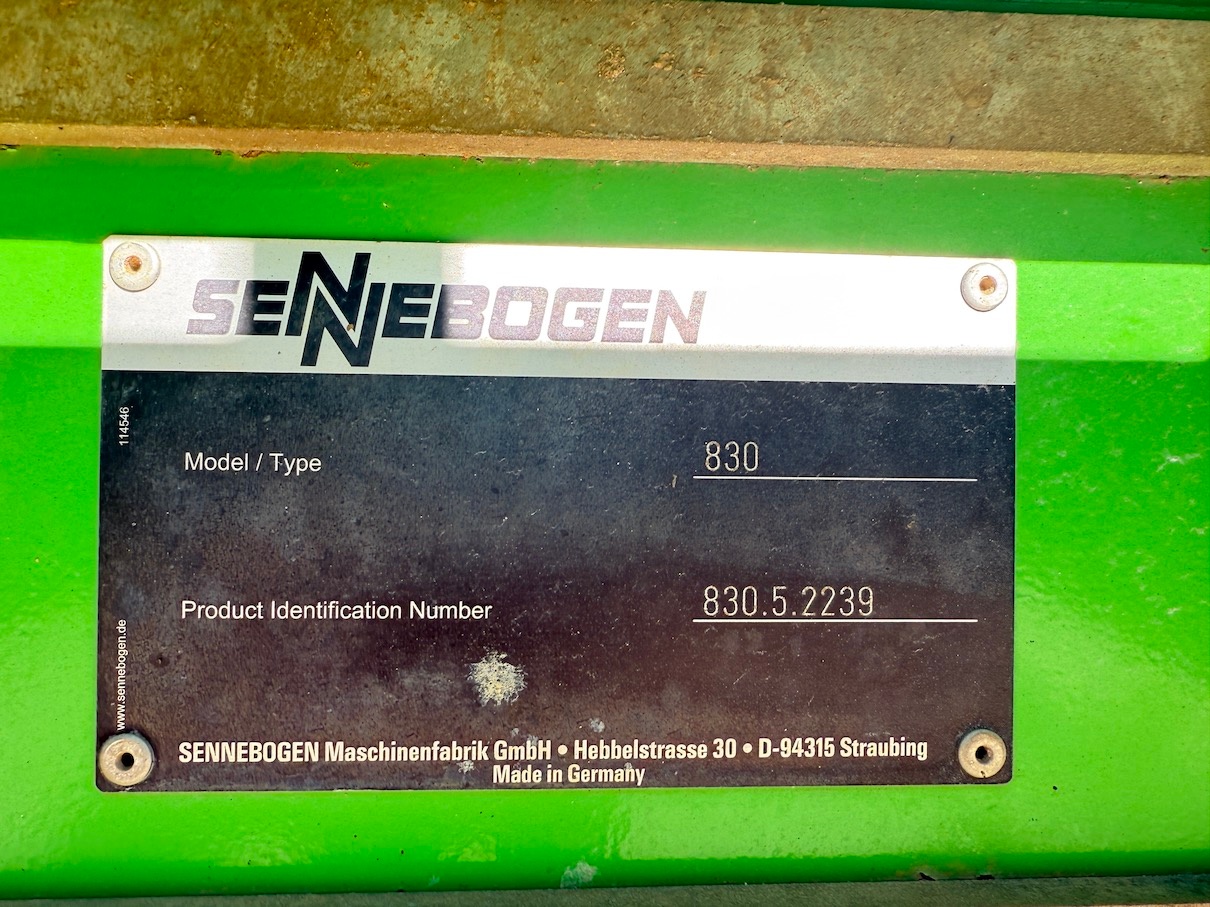 SENNEBOGEN
114546
Model / Type 830
Product Identification Number 830.5.2239
www.sennebogen.de
SENNEBOGEN Maschinenfabrik GmbH • Hebbelstrasse 30 • D-94315 Straubing
Made in Germany